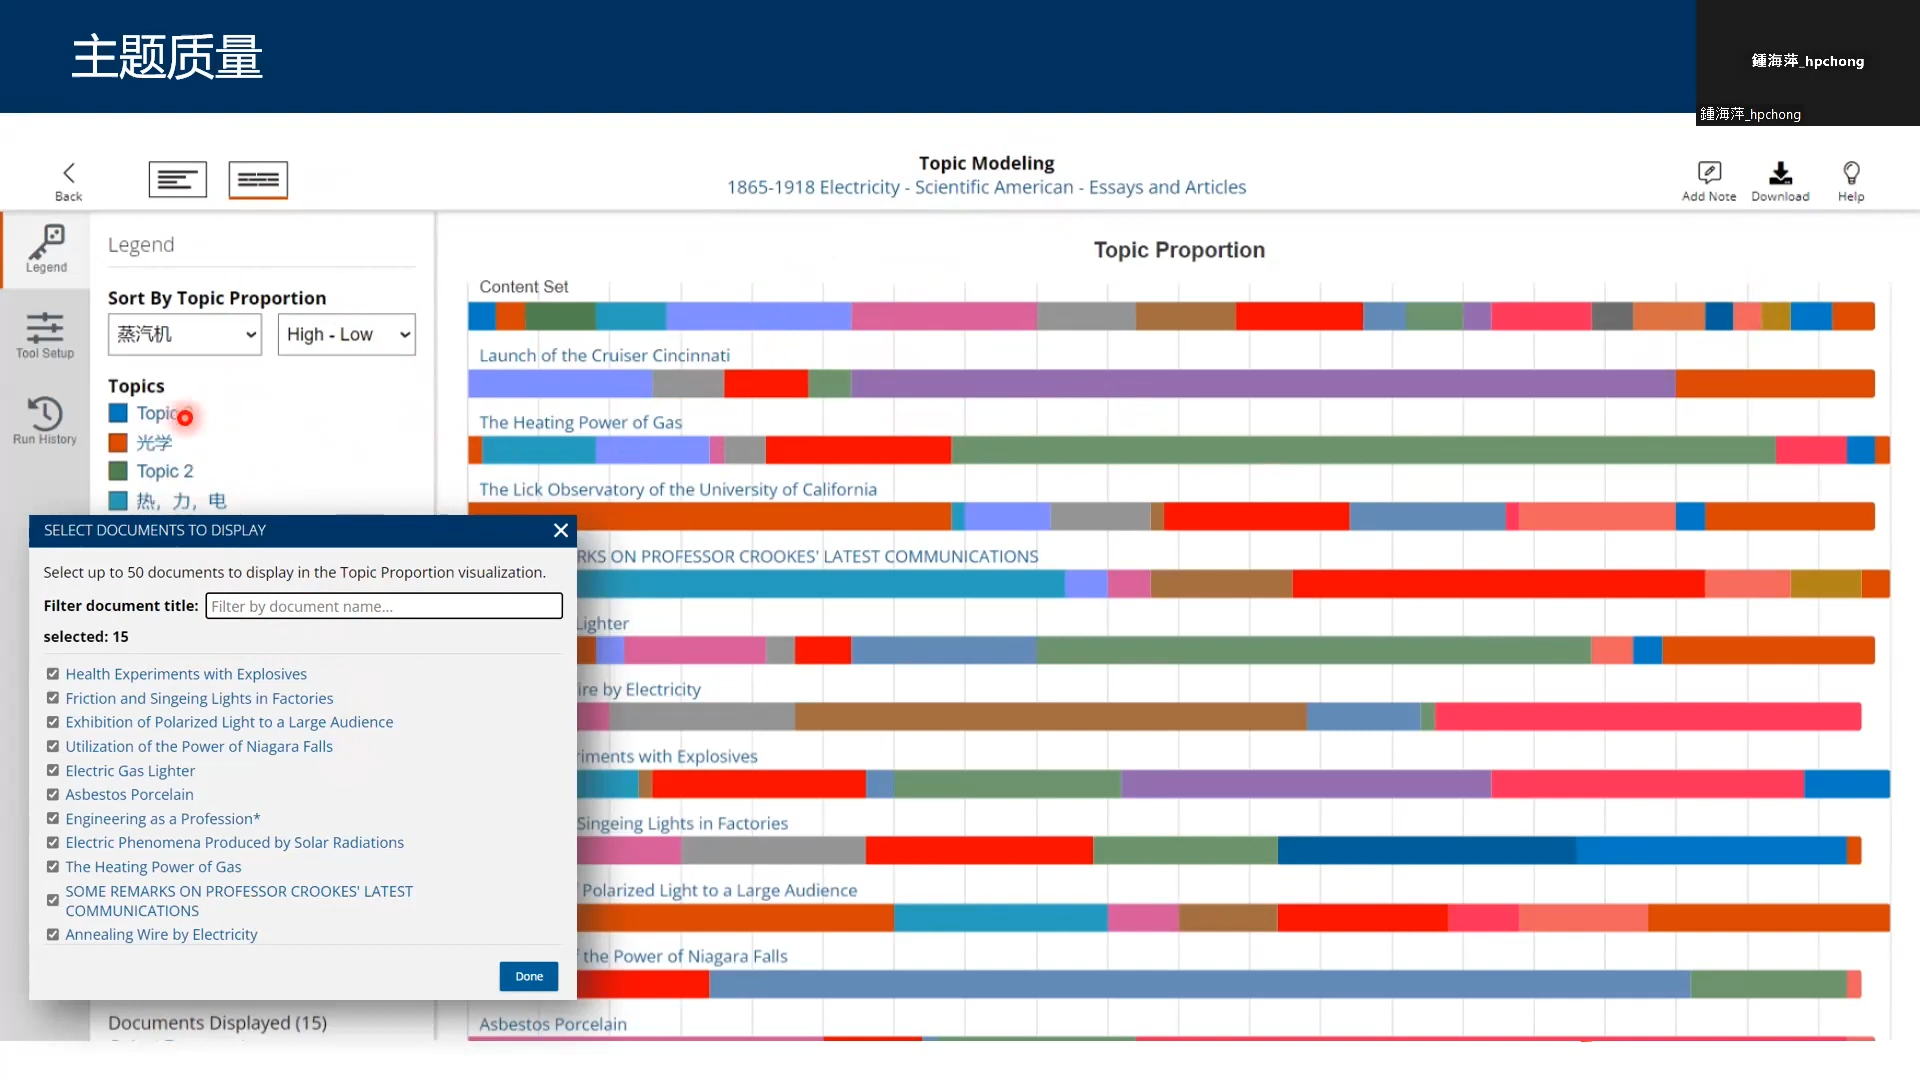 主题质量
鍾海萍_hpchong
鍾海萍_hpchong
Back
Topic Modeling
1865-1918 Electricity - Scientific American - Essays and Articles
Add Note
Download
Help
Legend
Tool Setup
Run History
Legend
Sort By Topic Proportion
蒸汽机
High - Low
Topics
Topic
光学
Topic 2
热，力，电
SELECT DOCUMENTS TO DISPLAY
Select up to 50 documents to display in the Topic Proportion visualization.
Filter document title:
Filter by document name...
selected: 15
Health Experiments with Explosives
Friction and Singeing Lights in Factories
Exhibition of Polarized Light to a Large Audience
Utilization of the Power of Niagara Falls
Electric Gas Lighter
Asbestos Porcelain
Engineering as a Profession*
Electric Phenomena Produced by Solar Radiations
The Heating Power of Gas
SOME REMARKS ON PROFESSOR CROOKES' LATEST
COMMUNICATIONS
Annealing Wire by Electricity
Done
Documents Displayed (15)
Topic Proportion
Content Set
Launch of the Cruiser Cincinnati
The Heating Power of Gas
The Lick Observatory of the University of California
RKS ON PROFESSOR CROOKES' LATEST COMMUNICATIONS
Lighter
ire by Electricity
riments with Explosives
Singeing Lights in Factories
Polarized Light to a Large Audience
the Power of Niagara Falls
Asbestos Porcelain